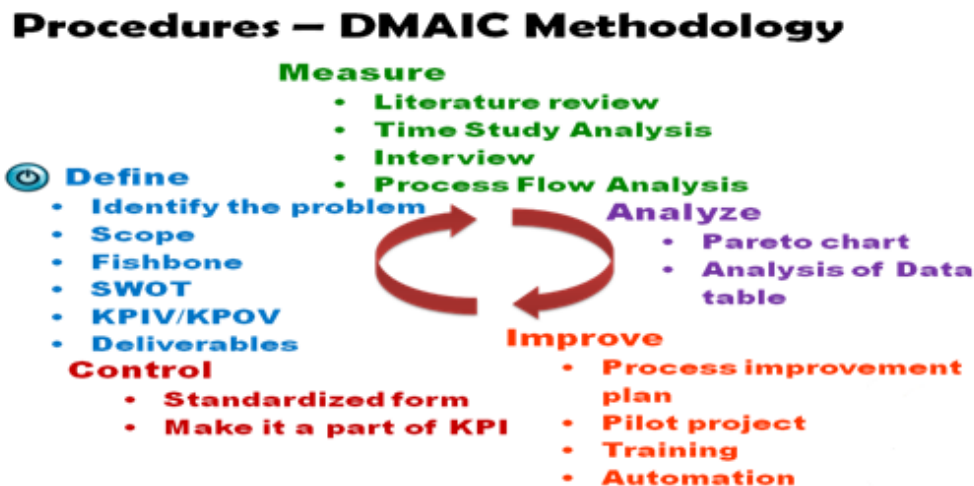 Procedures – DMAIC Methodology
Measure
• Literature review
• Time Study Analysis
• Interview
• Process Flow Analysis
Define
• Identify the problem
• Scope
• Fishbone
• SWOT
• KPIV/KPOV
• Deliverables
Analyze
• Pareto chart
• Analysis of Data
table
Improve
• Process improvement
plan
• Pilot project
• Training
• Automation
Control
• Standardized form
• Make it a part of KPI